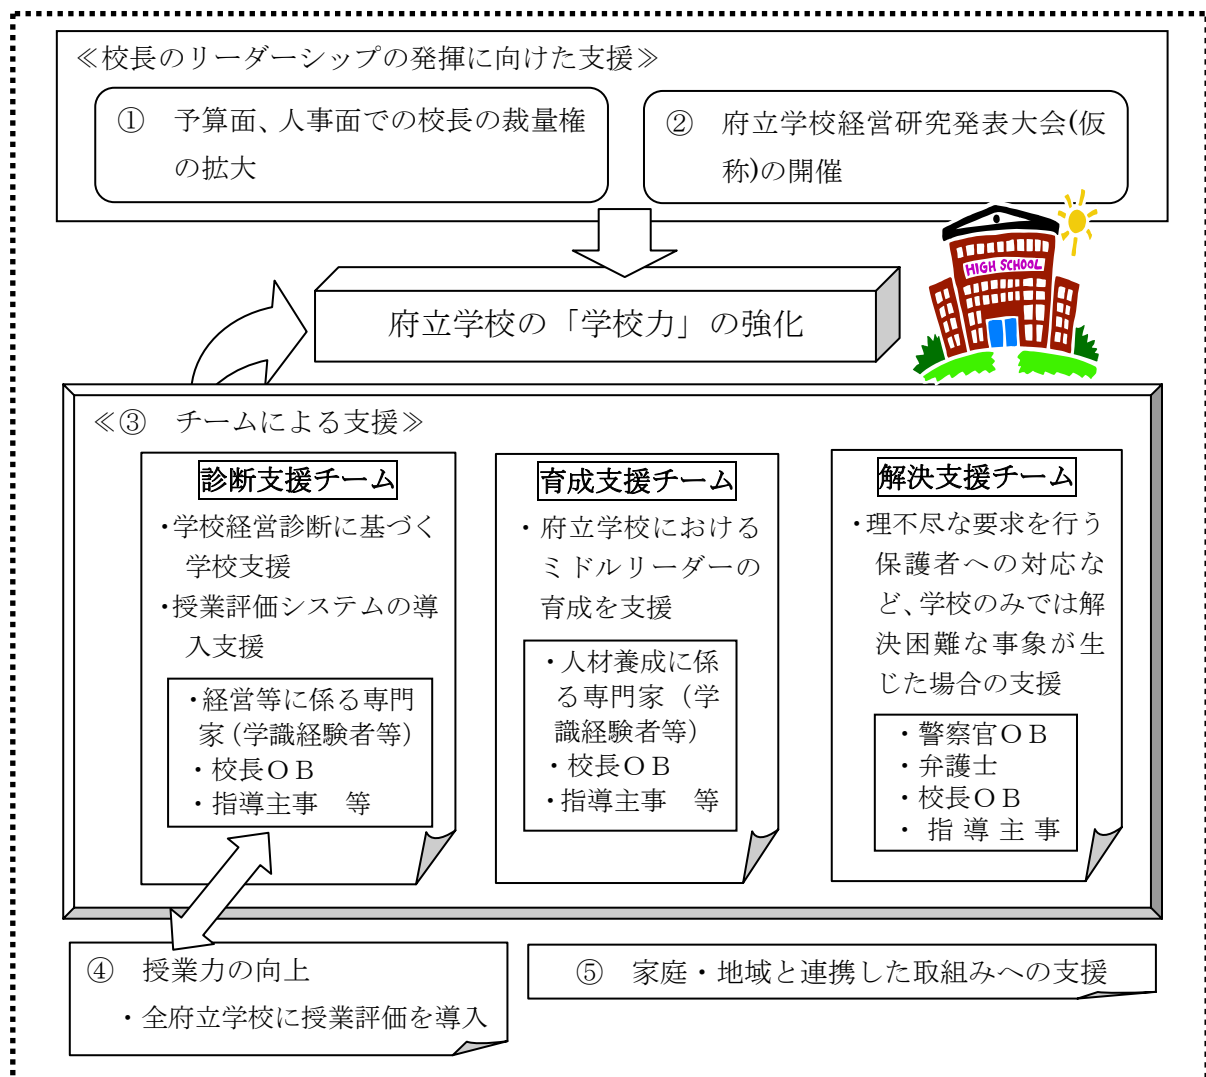 ≪校長のリーダーシップの発揮に向けた支援≫
① 予算面、人事面での校長の裁量権
の拡大
② 府立学校経営研究発表大会(仮
称)の開催
HIGH SCHOOL
府立学校の「学校力」の強化
≪③ チームによる支援≫
診断支援チーム
・学校経営診断に基づく
学校支援
・授業評価システムの導
入支援
・経営等に係る専門
家(学識経験者等)
・校長ＯＢ
・指導主事 等
育成支援チーム
・府立学校における
ミドルリーダーの
育成を支援
・人材養成に係
る専門家（学
識経験者等）
・校長ＯＢ
・指導主事 等
解決支援チーム
・理不尽な要求を行う
保護者への対応な
ど、学校のみでは解
決困難な事象が生
じた場合の支援
・警察官ＯＢ
・弁護士
・校長ＯＢ
・指導主事
④ 授業力の向上
・全府立学校に授業評価を導入
⑤ 家庭・地域と連携した取組みへの支援